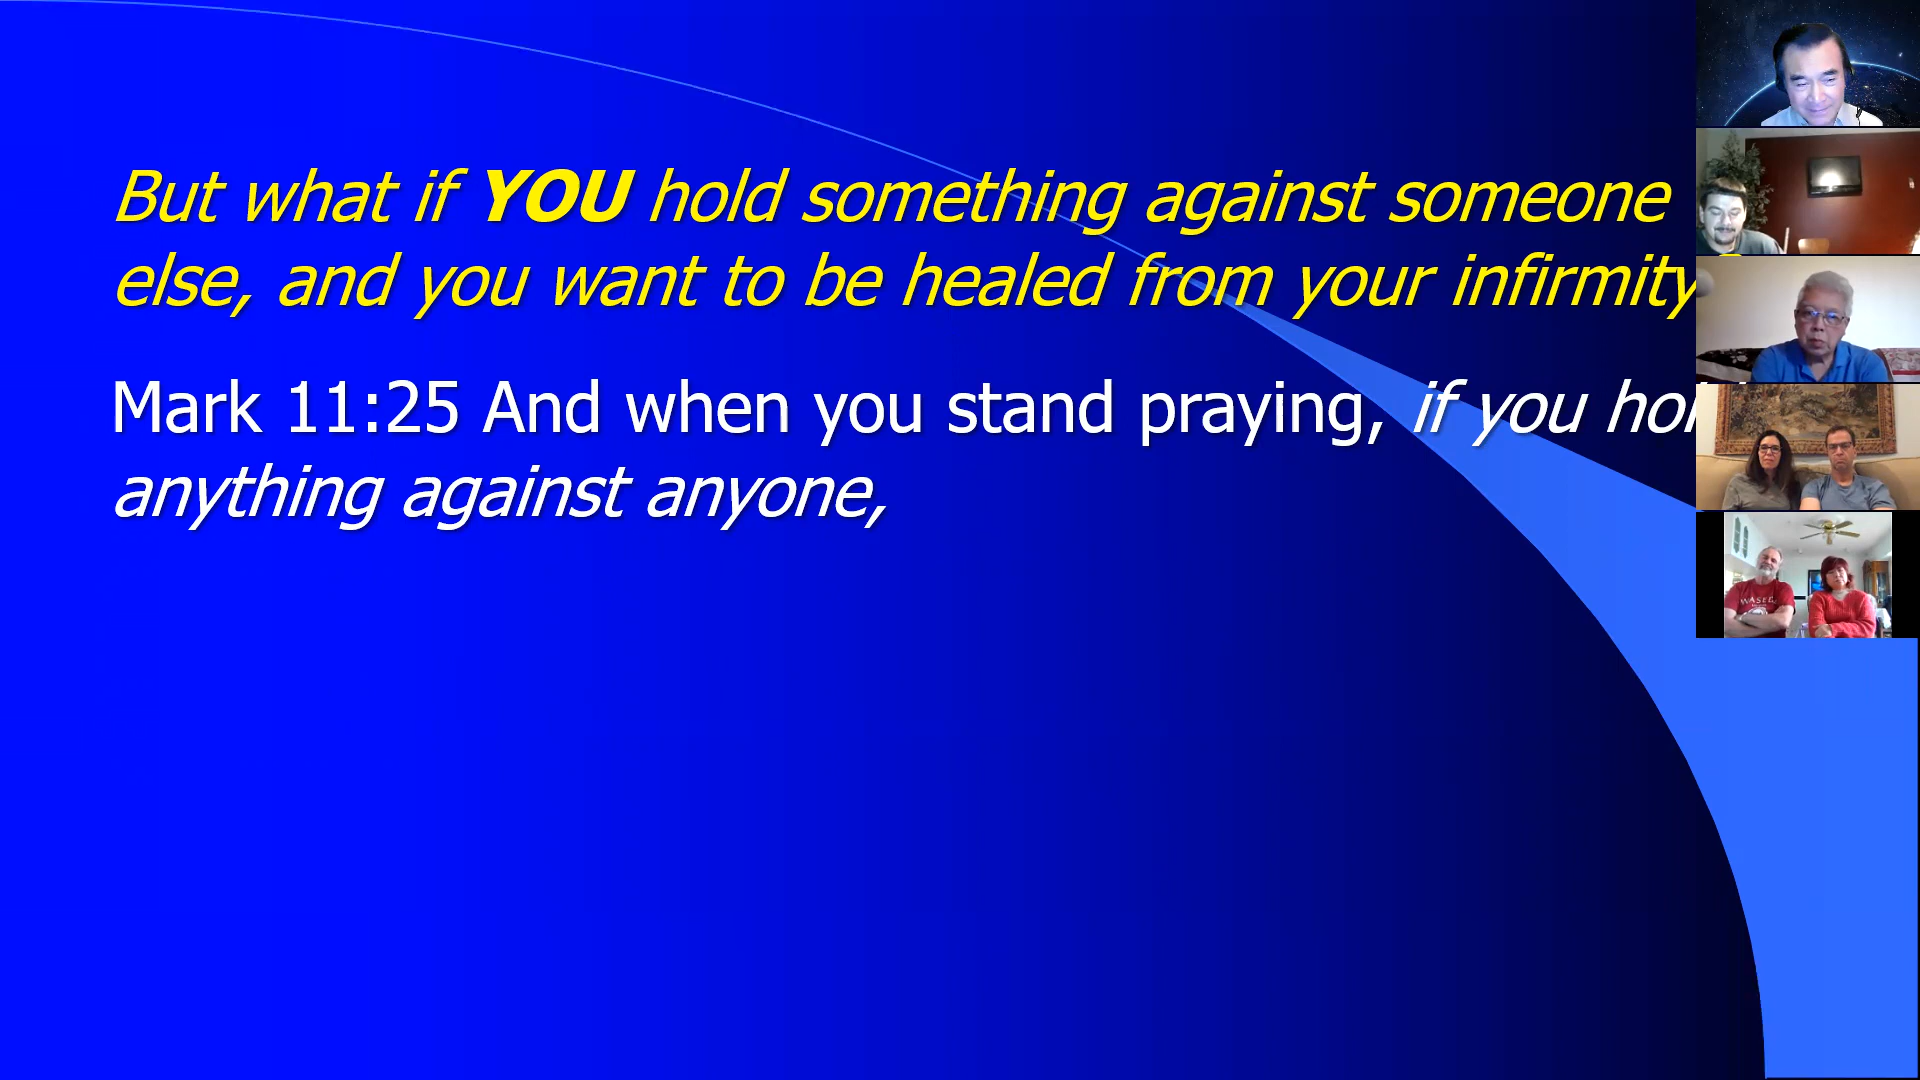 But what if YOU hold something against someone
else, and you want to be healed from your infirmity
Mark 11:25 And when you stand praying, if you
anything against anyone,